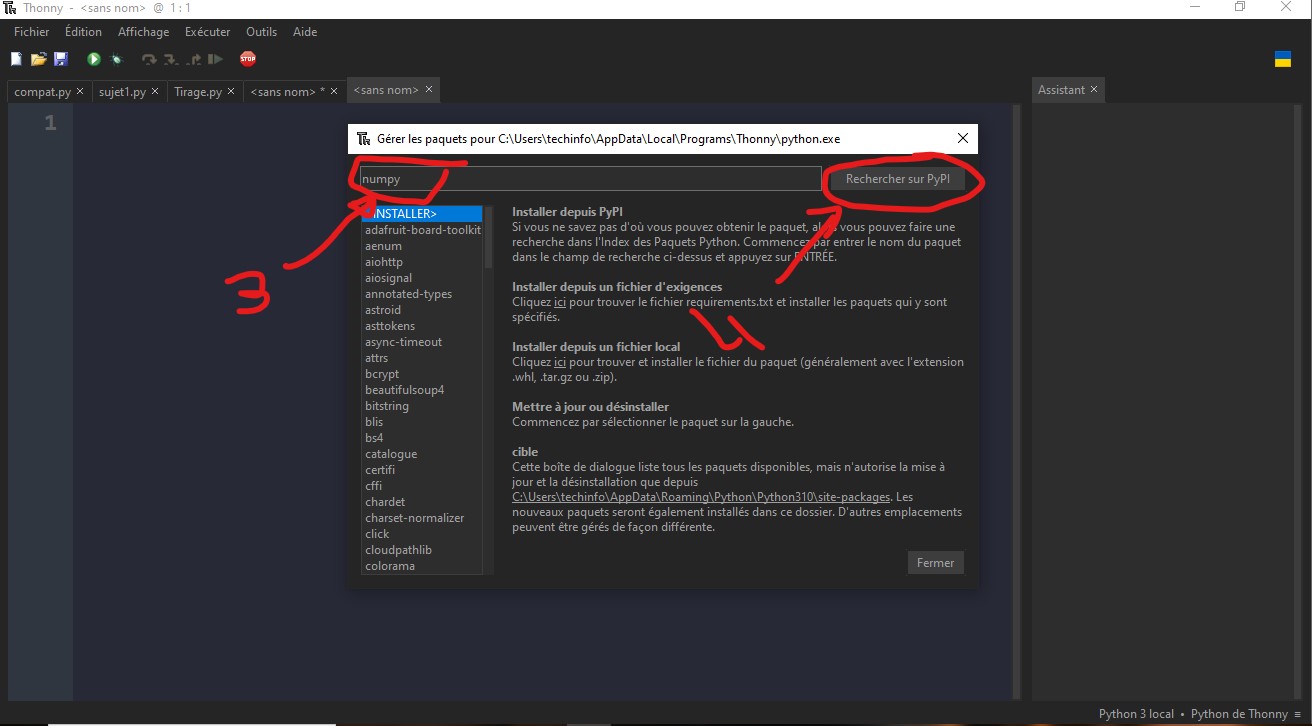 Thonny - <sans nom> @ 1 : 1
Fichier Édition Affichage Exécuter Outils Aide
STOP
compat.py × sujet1.py × Tirage.py × <sans nom> * × <sans nom> ×
Assistant ×
1
Gérer les paquets pour C:\Users\techinfo\AppData\Local\Programs\Thonny\python.exe
numpy
Rechercher sur PyPI
INSTALLER>
adafruit-board-toolkit
aenum
aiohttp
aiosignal
annotated-types
astroid
asttokens
async-timeout
attrs
bcrypt
beautifulsoup4
bitstring
blis
bs4
catalogue
certifi
cffi
chardet
charset-normalizer
click
cloudpathlib
colorama
Installer depuis PyPI
Si vous ne savez pas d'où vous pouvez obtenir le paquet, vous pouvez faire une
recherche dans l'Index des Paquets Python. Commencez par entrer le nom du paquet
dans le champ de recherche ci-dessus et appuyez sur ENTRÉE.
Installer depuis un fichier d'exigences
Cliquez ici pour trouver le fichier requirements.txt et installer les paquets qui y sont
spécifiés.
Installer depuis un fichier local
Cliquez ici pour trouver et installer le fichier du paquet (généralement avec l'extension
.whl, .tar.gz ou .zip).
Mettre à jour ou désinstaller
Commencez par sélectionner le paquet sur la gauche.
cible
Cette boîte de dialogue liste tous les paquets disponibles, mais n'autorise la mise à
jour et la désinstallation que depuis
C:\Users\techinfo\AppData\Roaming\Python\Python310\site-packages. Les
nouveaux paquets seront également installés dans ce dossier. D'autres emplacements
peuvent être gérés de façon différente.
Fermer
3
4
Python 3 local • Python de Thonny ≡